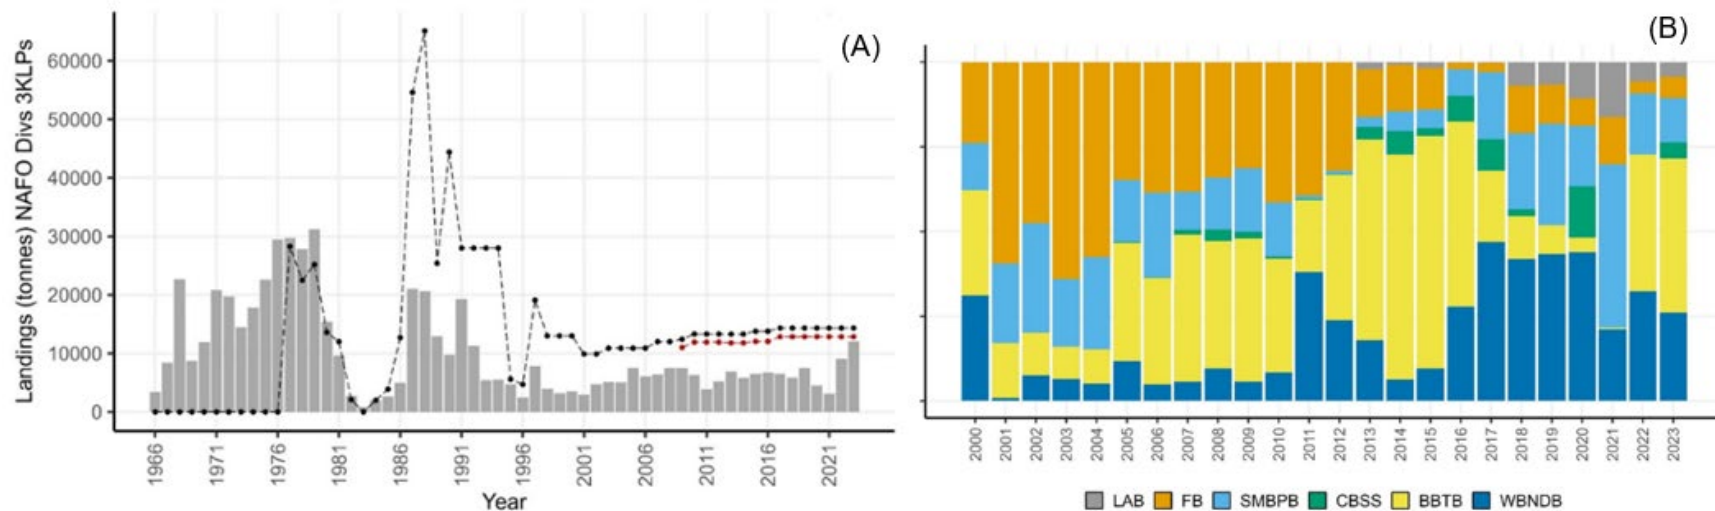 (A)
Landings (tonnes) NAFO Divs 3KLPs
60000
50000
40000
30000
20000
10000
0
1966 1971 1976 1981 1986 1991 1996 2001 2006 2011 2016 2021
Year
(B)
2000 2001 2002 2003 2004 2005 2006 2007 2008 2009 2010 2011 2012 2013 2014 2015 2016 2017 2018 2019 2020 2021 2022 2023
LAB FB SMBPB CBSS BBTB WBNDB